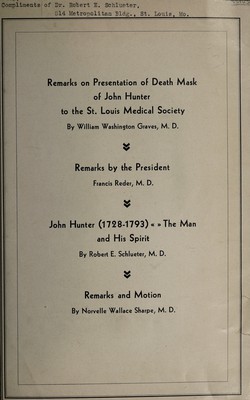 Compliments of Dr. Robert E. Schlueter,
Old Metropolitan Bldg., St. Louis, Mo.
Remarks on Presentation of Death Mask
of John Hunter
to the St. Louis Medical Society
By William Washington Graves, M. D.
Remarks by the President
Francis Reder, M. D.
John Hunter (1728-1793) « » The Man
and His Spirit
By Robert E. Schlueter, M. D.
Remarks and Motion
By Norvelle Wallace Sharpe, M. D.